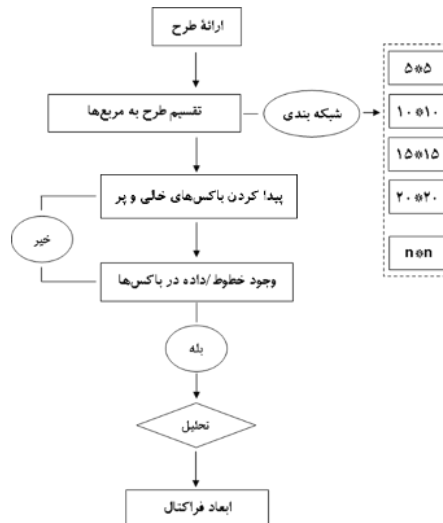 ارائهٔ طرح
تقسیم طرح به مربع‌ها
شبکه بندی
۵*۵
۱۰*۱۰
۱۵*۱۵
۲۰*۲۰
n*n
پیدا کردن باکس‌های خالی و پر
خیر
وجود خطوط/داده در باکس‌ها
بله
تحلیل
ابعاد فراکتال